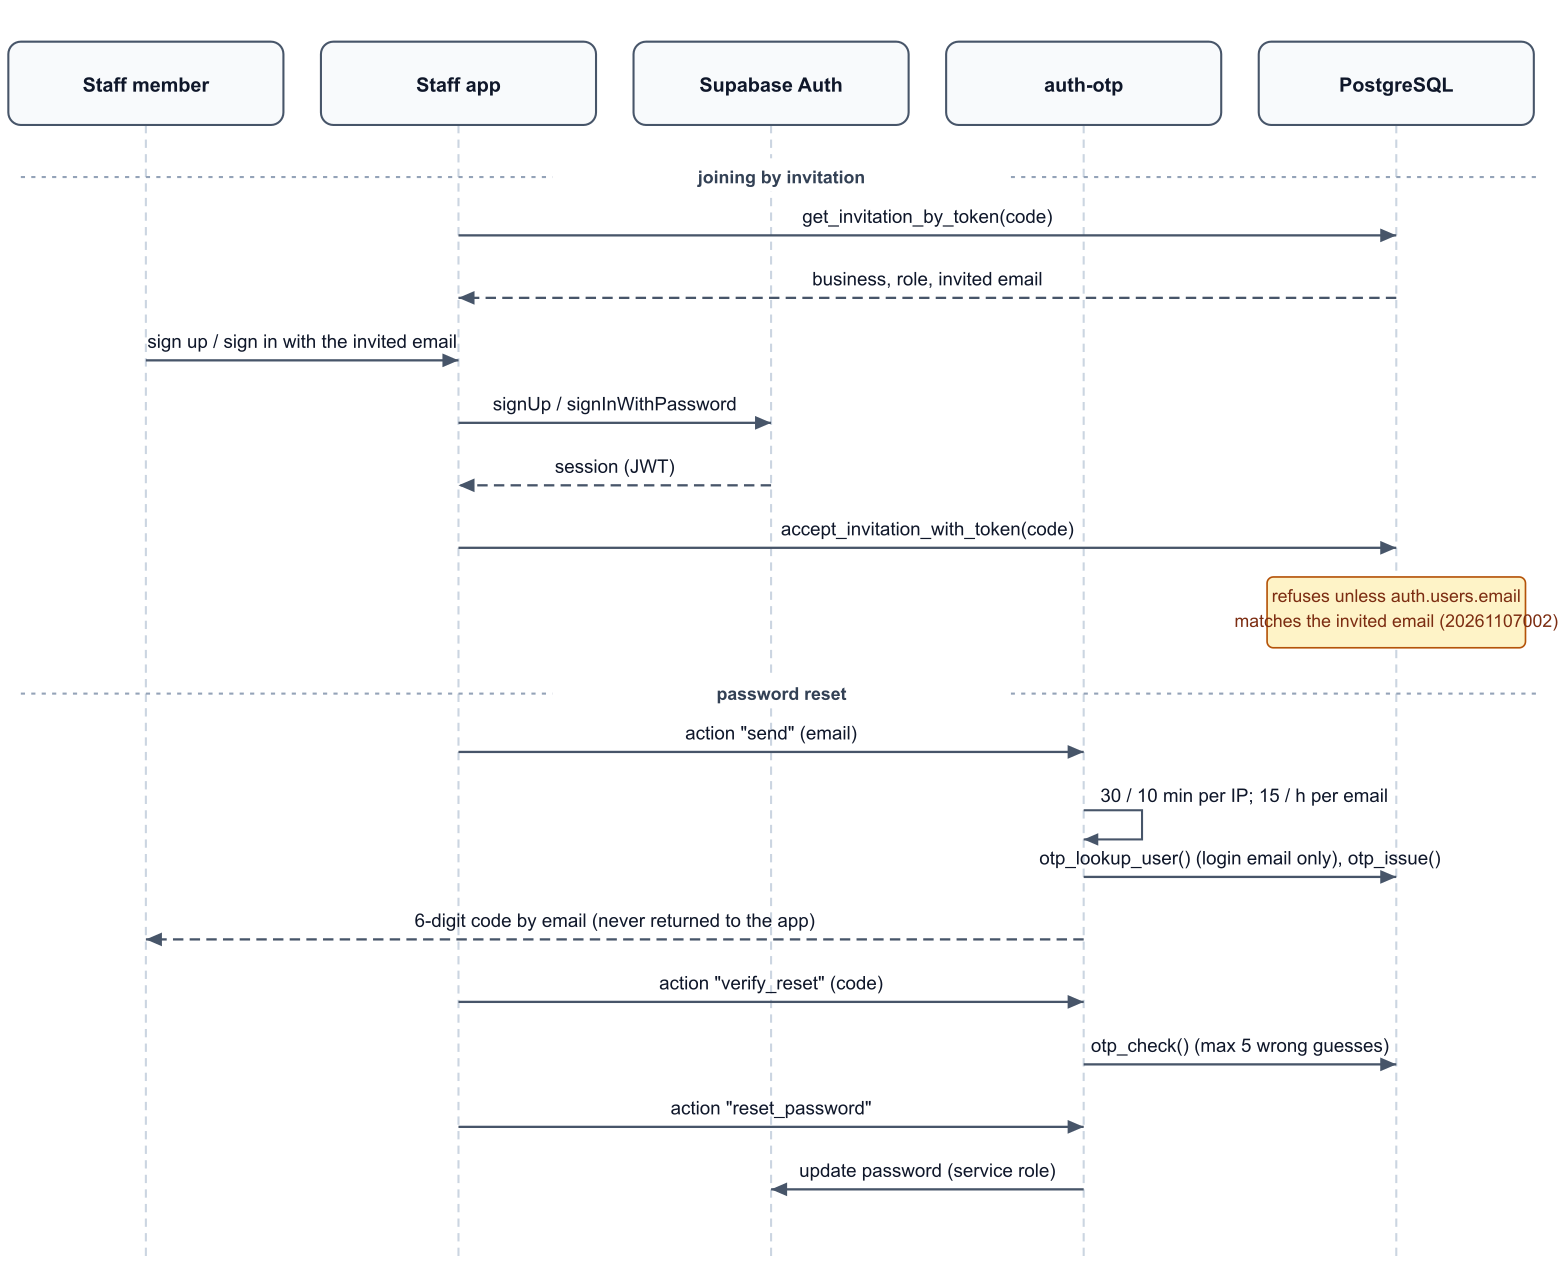 Staff member
Staff app
Supabase Auth
auth-otp
PostgreSQL
joining by invitation
get_invitation_by_token(code)
business, role, invited email
sign up / sign in with the invited email
signUp / signInWithPassword
session (JWT)
accept_invitation_with_token(code)
refuses unless auth.users.email
matches the invited email (20261107002)
password reset
action "send" (email)
30 / 10 min per IP; 15 / h per email
otp_lookup_user() (login email only), otp_issue()
6-digit code by email (never returned to the app)
action "verify_reset" (code)
otp_check() (max 5 wrong guesses)
action "reset_password"
update password (service role)